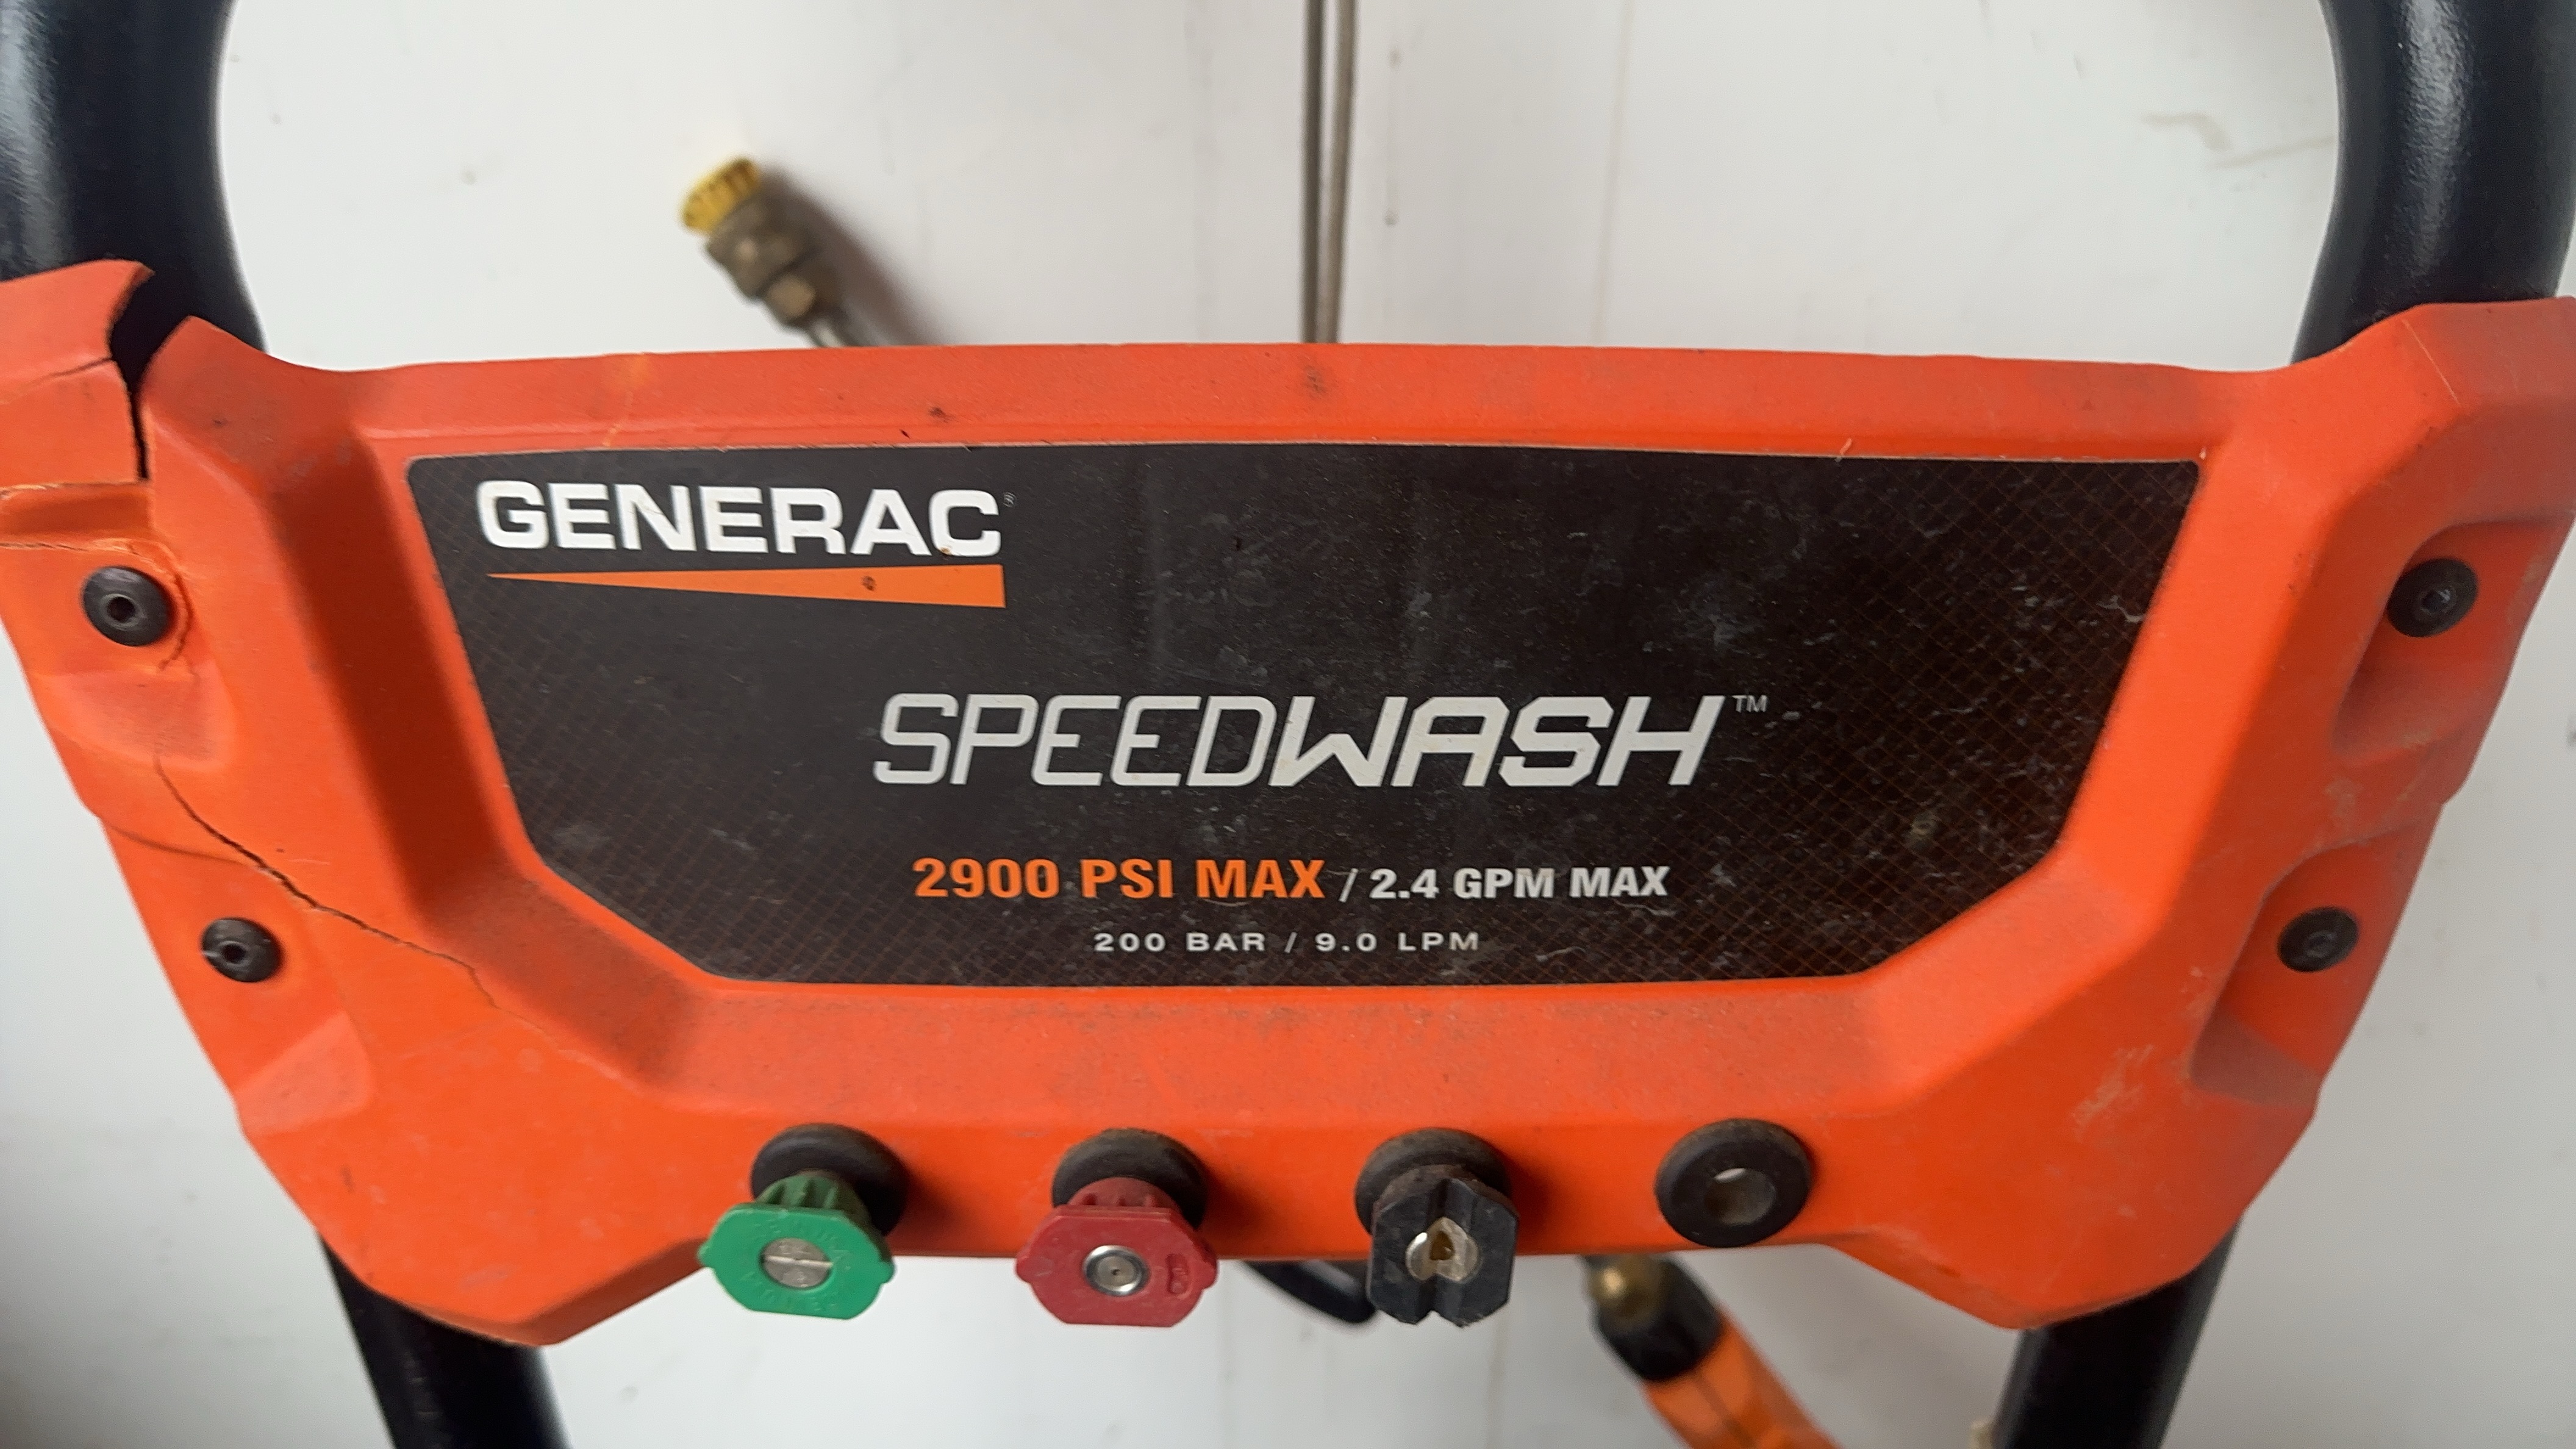 GENERAC®
SPEEDWASH™
2900 PSI MAX / 2.4 GPM MAX
200 BAR / 9.0 LPM